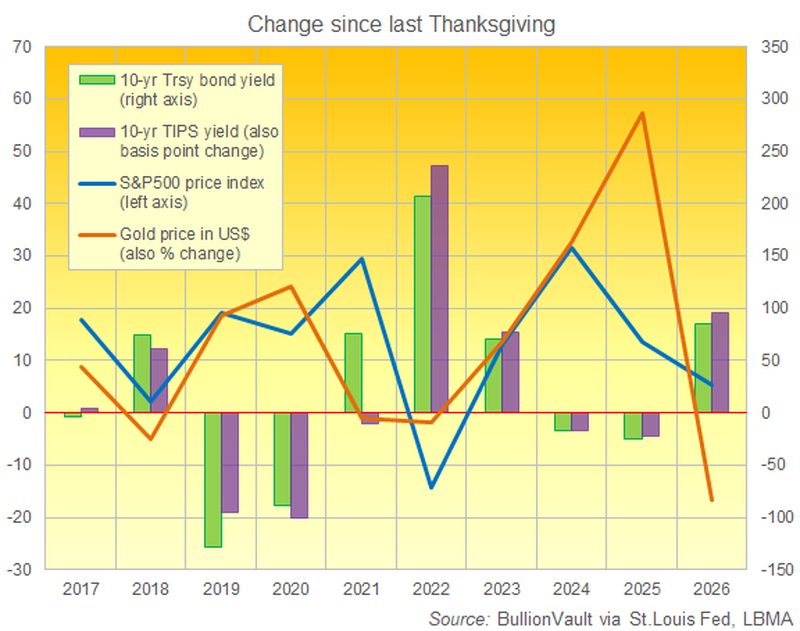 Change since last Thanksgiving
70
60
50
40
30
20
10
0
-10
-20
-30
350
300
250
200
150
100
50
0
-50
-100
-150
10-yr Trsy bond yield
(right axis)
10-yr TIPS yield (also
basis point change)
S&P500 price index
(left axis)
Gold price in US$
(also % change)
2017 2018 2019 2020 2021 2022 2023 2024 2025 2026
Source: BullionVault via St.Louis Fed, LBMA